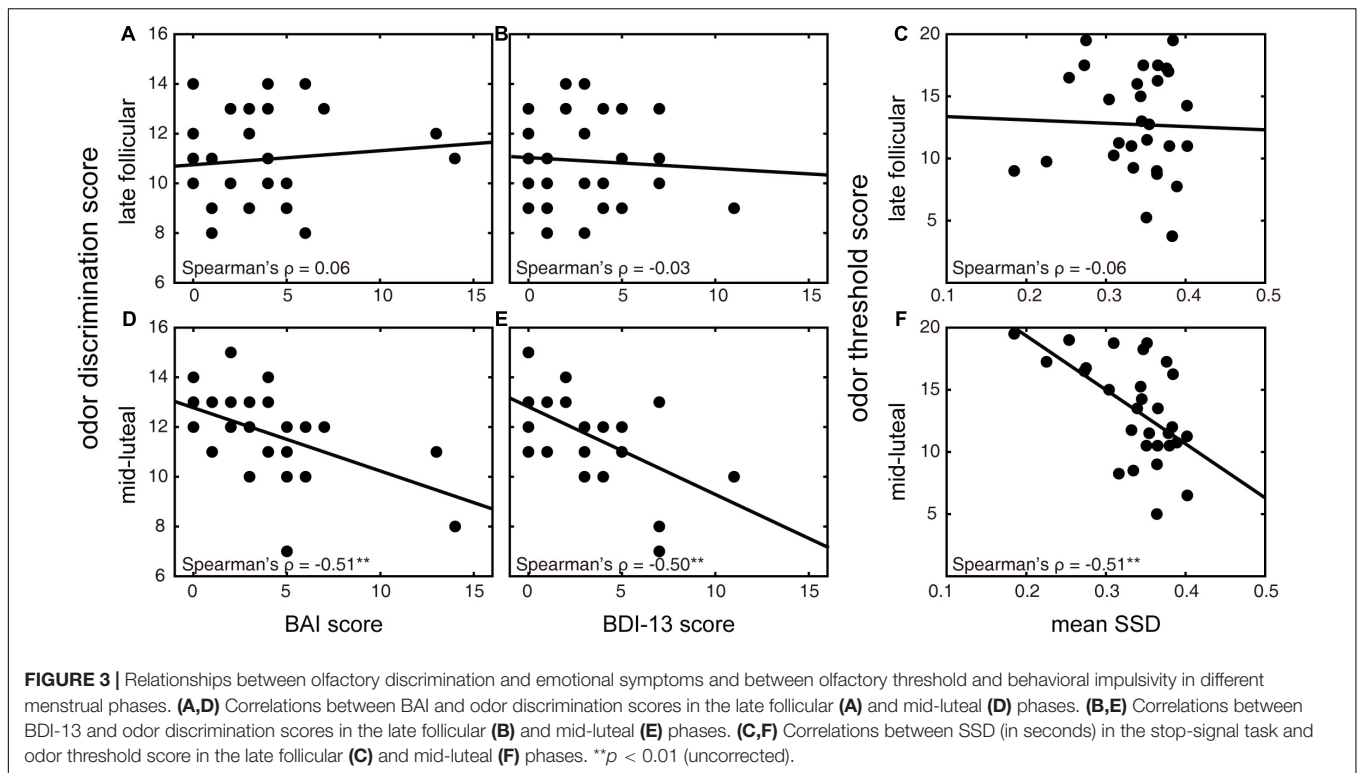 A
B
C
16
14
12
10
8
6
20
15
10
5
odor discrimination score
late follicular
odor threshold score
late follicular
Spearman's ρ = 0.06
Spearman's ρ = -0.03
Spearman's ρ = -0.06
0 5 10 15
0 5 10 15
0.1 0.2 0.3 0.4 0.5
D
E
F
16
14
12
10
8
6
20
15
10
5
mid-luteal
mid-luteal
Spearman's ρ = -0.51**
Spearman's ρ = -0.50**
Spearman's ρ = -0.51**
0 5 10 15
0 5 10 15
0.1 0.2 0.3 0.4 0.5
BAI score
BDI-13 score
mean SSD
FIGURE 3 | Relationships between olfactory discrimination and emotional symptoms and between olfactory threshold and behavioral impulsivity in different
menstrual phases. (A,D) Correlations between BAI and odor discrimination scores in the late follicular (A) and mid-luteal (D) phases. (B,E) Correlations between
BDI-13 and odor discrimination scores in the late follicular (B) and mid-luteal (E) phases. (C,F) Correlations between SSD (in seconds) in the stop-signal task and
odor threshold score in the late follicular (C) and mid-luteal (F) phases. **p < 0.01 (uncorrected).